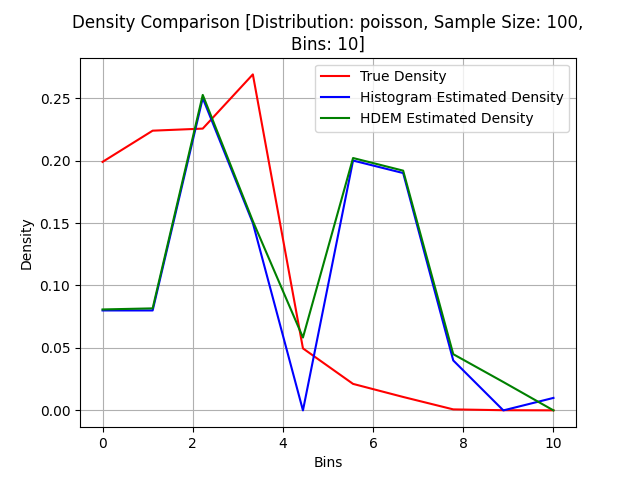 Density Comparison [Distribution: poisson, Sample Size: 100,
Bins: 10]
True Density
Histogram Estimated Density
HDEM Estimated Density
Density
0.25
0.20
0.15
0.10
0.05
0.00
0 2 4 6 8 10
Bins